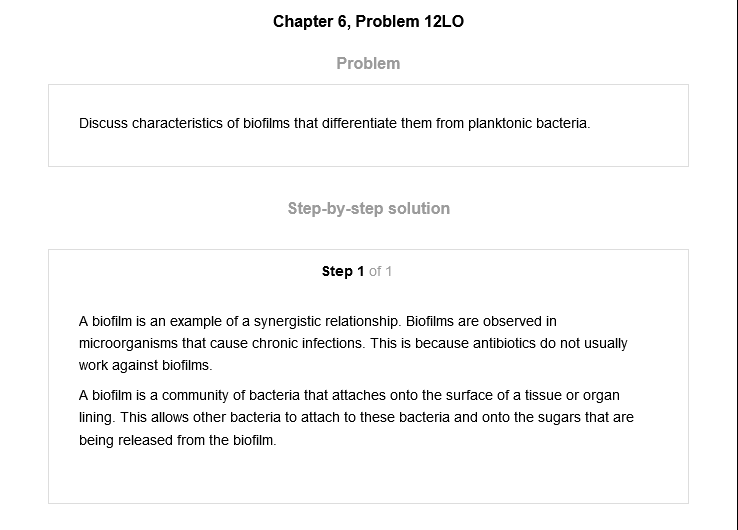 Chapter 6, Problem 12LO
Problem
Discuss characteristics of biofilms that differentiate them from planktonic bacteria.
Step-by-step solution
Step 1 of 1
A biofilm is an example of a synergistic relationship. Biofilms are observed in
microorganisms that cause chronic infections. This is because antibiotics do not usually
work against biofilms.
A biofilm is a community of bacteria that attaches onto the surface of a tissue or organ
lining. This allows other bacteria to attach to these bacteria and onto the sugars that are
being released from the biofilm.